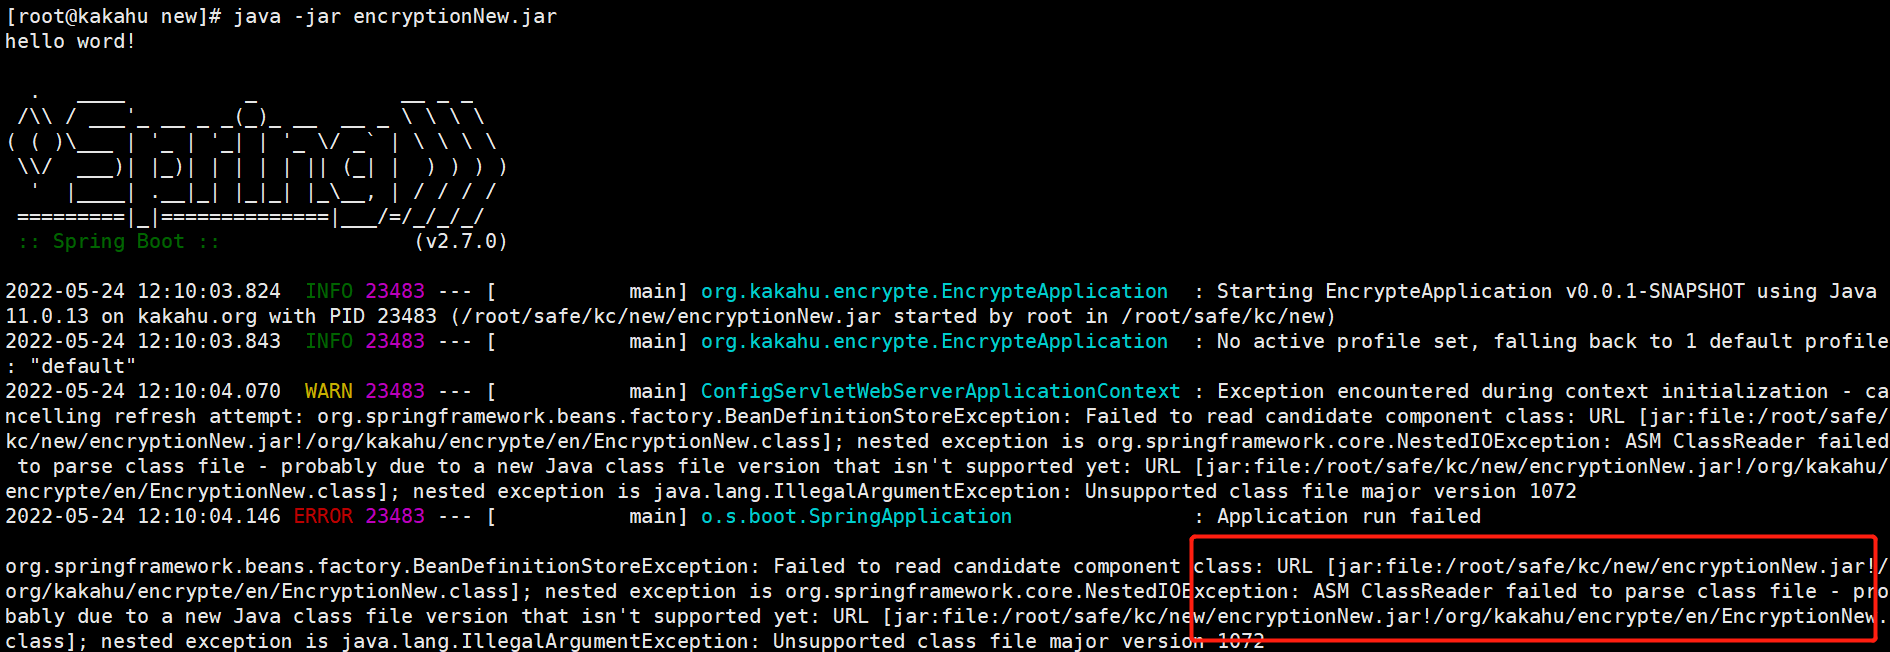 [root@kakahu new]# java -jar encryptionNew.jar
hello word!
  .   ____          _            __ _ _
 /\\ / ___'_ __ _ _(_)_ __  __ _ \ \ \ \
( ( )\___ | '_ | '_| | '_ \/ _` | \ \ \ \
 \\/  ___)| |_)| | | | | || (_| |  ) ) ) )
  '  |____| .__|_| |_|_| |_\__, | / / / /
 =========|_|==============|___/=/_/_/_/
 :: Spring Boot ::                (v2.7.0)
2022-05-24 12:10:03.824  INFO 23483 --- [           main] org.kakahu.encrypte.EncrypteApplication  : Starting EncrypteApplication v0.0.1-SNAPSHOT using Java
11.0.13 on kakahu.org with PID 23483 (/root/safe/kc/new/encryptionNew.jar started by root in /root/safe/kc/new)
2022-05-24 12:10:03.843  INFO 23483 --- [           main] org.kakahu.encrypte.EncrypteApplication  : No active profile set, falling back to 1 default profile
: "default"
2022-05-24 12:10:04.070  WARN 23483 --- [           main] ConfigServletWebServerApplicationContext : Exception encountered during context initialization - ca
ncelling refresh attempt: org.springframework.beans.factory.BeanDefinitionStoreException: Failed to read candidate component class: URL [jar:file:/root/safe/
kc/new/encryptionNew.jar!/org/kakahu/encrypte/en/EncryptionNew.class]; nested exception is org.springframework.core.NestedIOException: ASM ClassReader failed
 to parse class file - probably due to a new Java class file version that isn't supported yet: URL [jar:file:/root/safe/kc/new/encryptionNew.jar!/org/kakahu/
encrypte/en/EncryptionNew.class]; nested exception is java.lang.IllegalArgumentException: Unsupported class file major version 1072
2022-05-24 12:10:04.146 ERROR 23483 --- [           main] o.s.boot.SpringApplication               : Application run failed
org.springframework.beans.factory.BeanDefinitionStoreException: Failed to read candidate component class: URL [jar:file:/root/safe/kc/new/encryptionNew.jar!/
org/kakahu/encrypte/en/EncryptionNew.class]; nested exception is org.springframework.core.NestedIOException: ASM ClassReader failed to parse class file - pro
bably due to a new Java class file version that isn't supported yet: URL [jar:file:/root/safe/kc/new/encryptionNew.jar!/org/kakahu/encrypte/en/EncryptionNew.
class]; nested exception is java.lang.IllegalArgumentException: Unsupported class file major version 1072